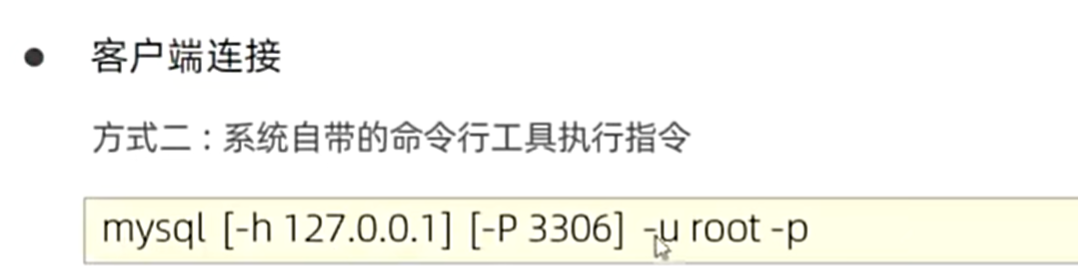 客户端连接
方式二：系统自带的命令行工具执行指令
mysql [-h 127.0.0.1] [-P 3306] -u root -p